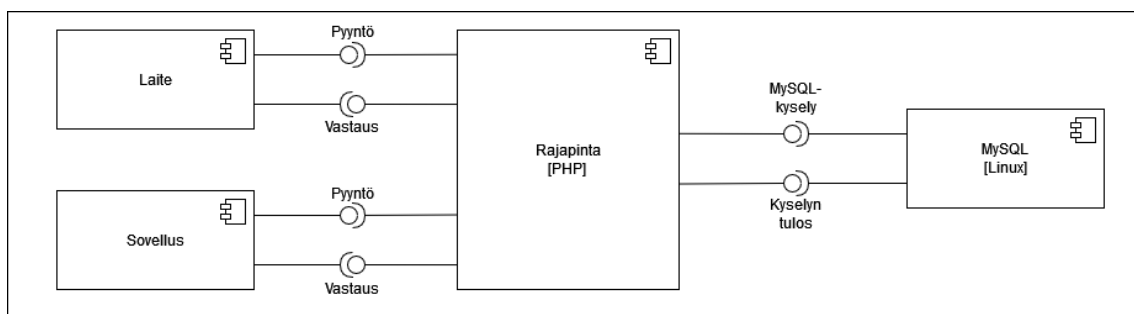 Laite
Pyyntö
Vastaus
Sovellus
Pyyntö
Vastaus
Rajapinta
[PHP]
MySQL-
kysely
Kyselyn
tulos
MySQL
[Linux]